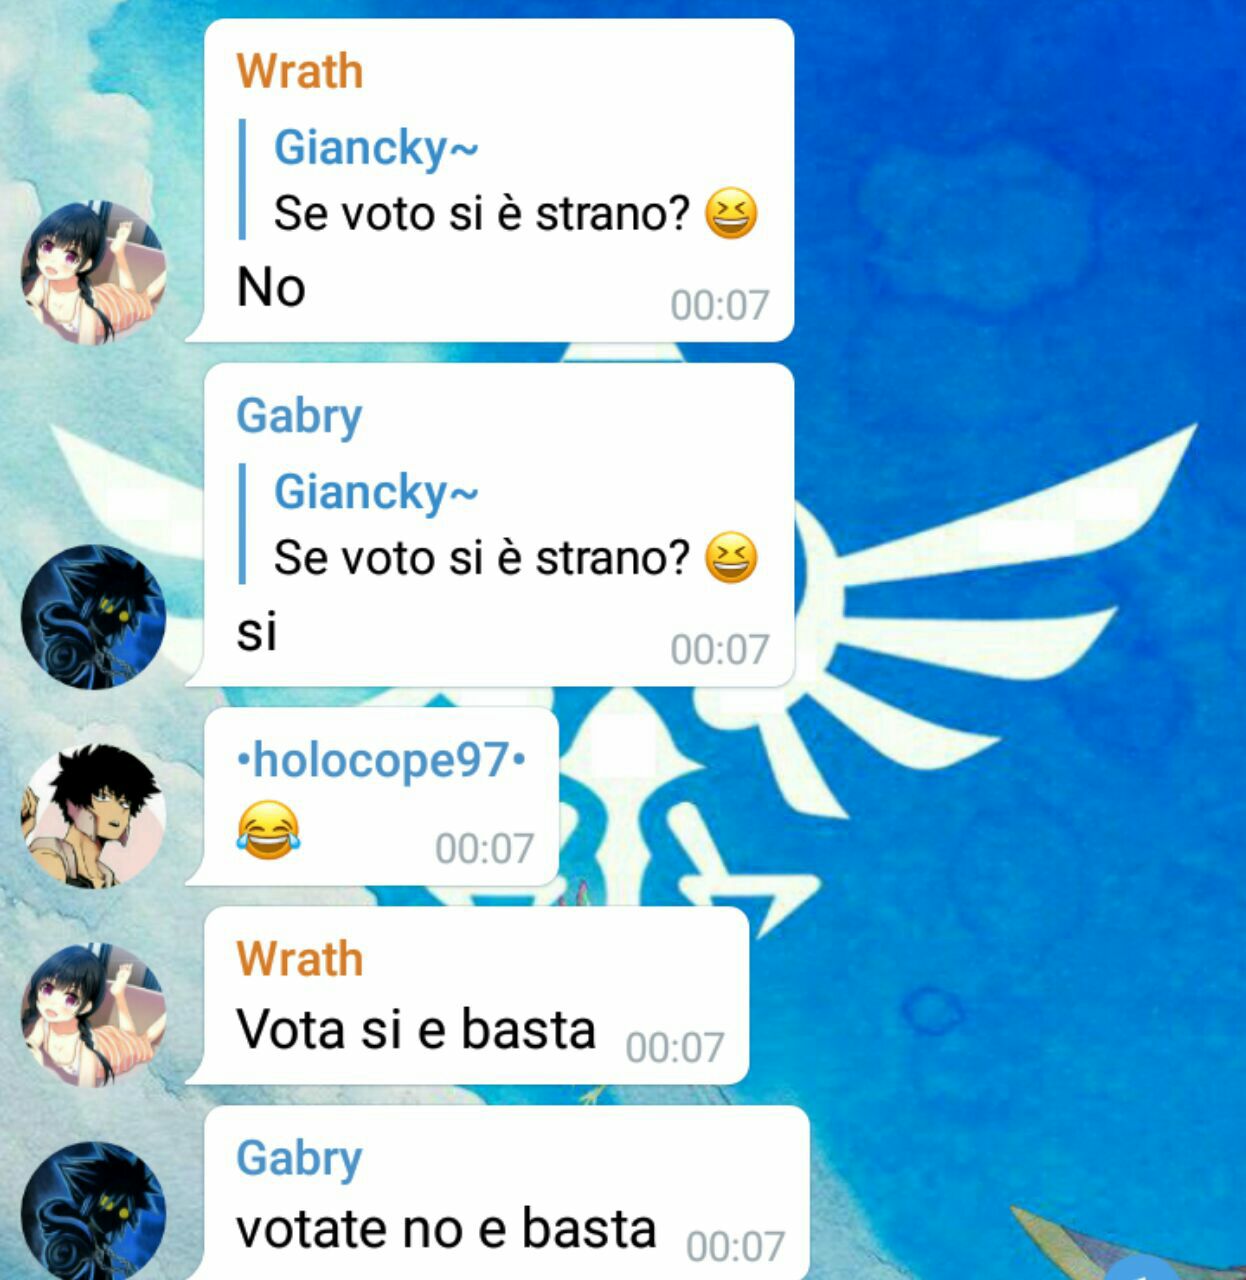 Wrath
Giancky~
Se voto si è strano? 😆
No
00:07
Gabry
Giancky~
Se voto si è strano? 😆
si
00:07
•holocope97•
😂 00:07
Wrath
Vota si e basta 00:07
Gabry
votate no e basta 00:07